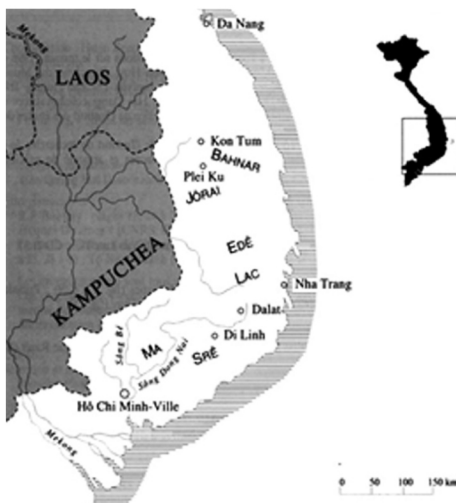 Da Nang
Mekong
LAOS
Kon Tum
BAHNAR
Plei Ku
JÖRAI
KAMPUCHEA
EDÊ
LAC
Nha Trang
Dalat
Sông Bé
MA
Di Linh
SRÊ
Sông Dong Nai
Hô Chi Minh-Ville
Mekong
0 50 100 150 km